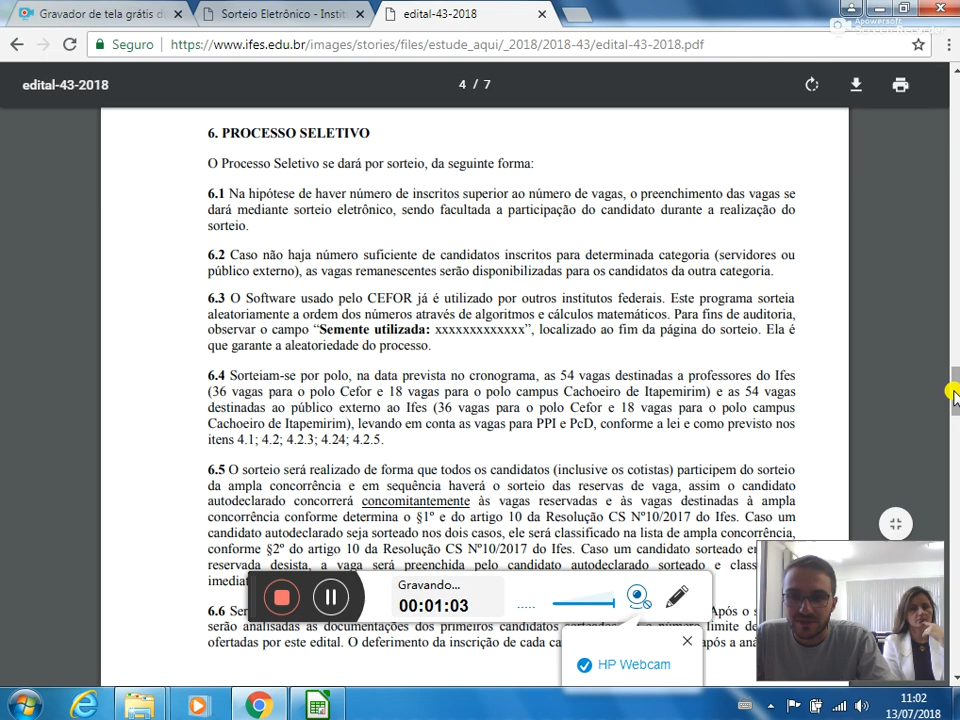 Gravador de tela grátis d
Sorteio Eletrônico - Instit
edital-43-2018
Apowersoft
Screen Recorder
Seguro
https://www.ifes.edu.br/images/stories/files/estude_aqui/_2018/2018-43/edital-43-2018.pdf
edital-43-2018
4 / 7
6. PROCESSO SELETIVO
O Processo Seletivo se dará por sorteio, da seguinte forma:
6.1 Na hipótese de haver número de inscritos superior ao número de vagas, o preenchimento das vagas se
dará mediante sorteio eletrônico, sendo facultada a participação do candidato durante a realização do
sorteio.
6.2 Caso não haja número suficiente de candidatos inscritos para determinada categoria (servidores ou
público externo), as vagas remanescentes serão disponibilizadas para os candidatos da outra categoria.
6.3 O Software usado pelo CEFOR já é utilizado por outros institutos federais. Este programa sorteia
aleatoriamente a ordem dos números através de algoritmos e cálculos matemáticos. Para fins de auditoria,
observar o campo “Semente utilizada: xxxxxxxxxxxxx”, localizado ao fim da página do sorteio. Ela é
que garante a aleatoriedade do processo.
6.4 Sorteiam-se por polo, na data prevista no cronograma, as 54 vagas destinadas a professores do Ifes
(36 vagas para o polo Cefor e 18 vagas para o polo campus Cachoeiro de Itapemirim) e as 54 vagas
destinadas ao público externo ao Ifes (36 vagas para o polo Cefor e 18 vagas para o polo campus
Cachoeiro de Itapemirim), levando em conta as vagas para PPI e PcD, conforme a lei e como previsto nos
itens 4.1; 4.2; 4.2.3; 4.24; 4.2.5.
6.5 O sorteio será realizado de forma que todos os candidatos (inclusive os cotistas) participem do sorteio
da ampla concorrência e em sequência haverá o sorteio das reservas de vaga, assim o candidato
autodeclarado concorrerá concomitantemente às vagas reservadas e às vagas destinadas à ampla
concorrência conforme determina o §1º e do artigo 10 da Resolução CS Nº10/2017 do Ifes. Caso um
candidato autodeclarado seja sorteado nos dois casos, ele será classificado na lista de ampla concorrência,
conforme §2º do artigo 10 da Resolução CS Nº10/2017 do Ifes. Caso um candidato sorteado e
reservada desista, a vaga será preenchida pelo candidato autodeclarado sorteado e class
imedia
6.6 Ser Após o s
serão analisadas as documentações dos primeiros candidatos sorteados limite de
ofertadas por este edital. O deferimento da inscrição de cada ca após a aná
Gravando...
00:01:03
HP Webcam
11:02
13/07/2018